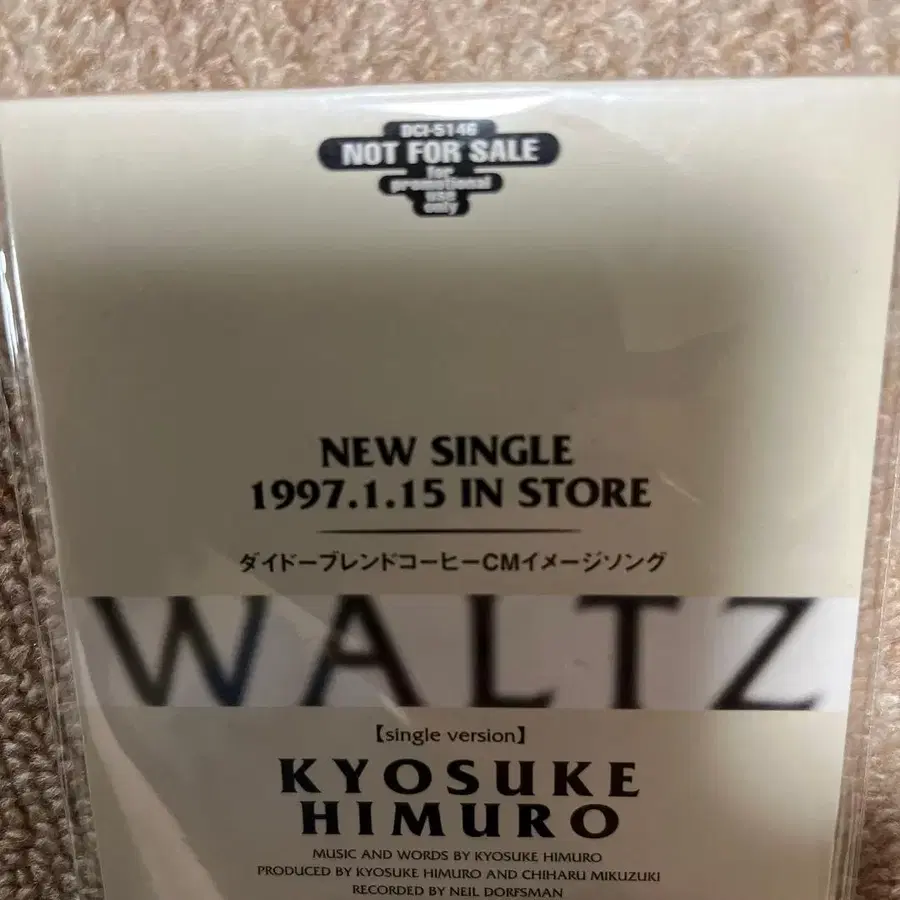 DCI-5146
NOT FOR SALE
for
promotional
use
only
NEW SINGLE
1997.1.15 IN STORE
ダイドーブレンドコーヒーCMイメージソング
WALTZ
【single version】
KYOSUKE
HIMURO
MUSIC AND WORDS BY KYOSUKE HIMURO
PRODUCED BY KYOSUKE HIMURO AND CHIHARU MIKUZUKI
RECORDED BY NEIL DORFSMAN